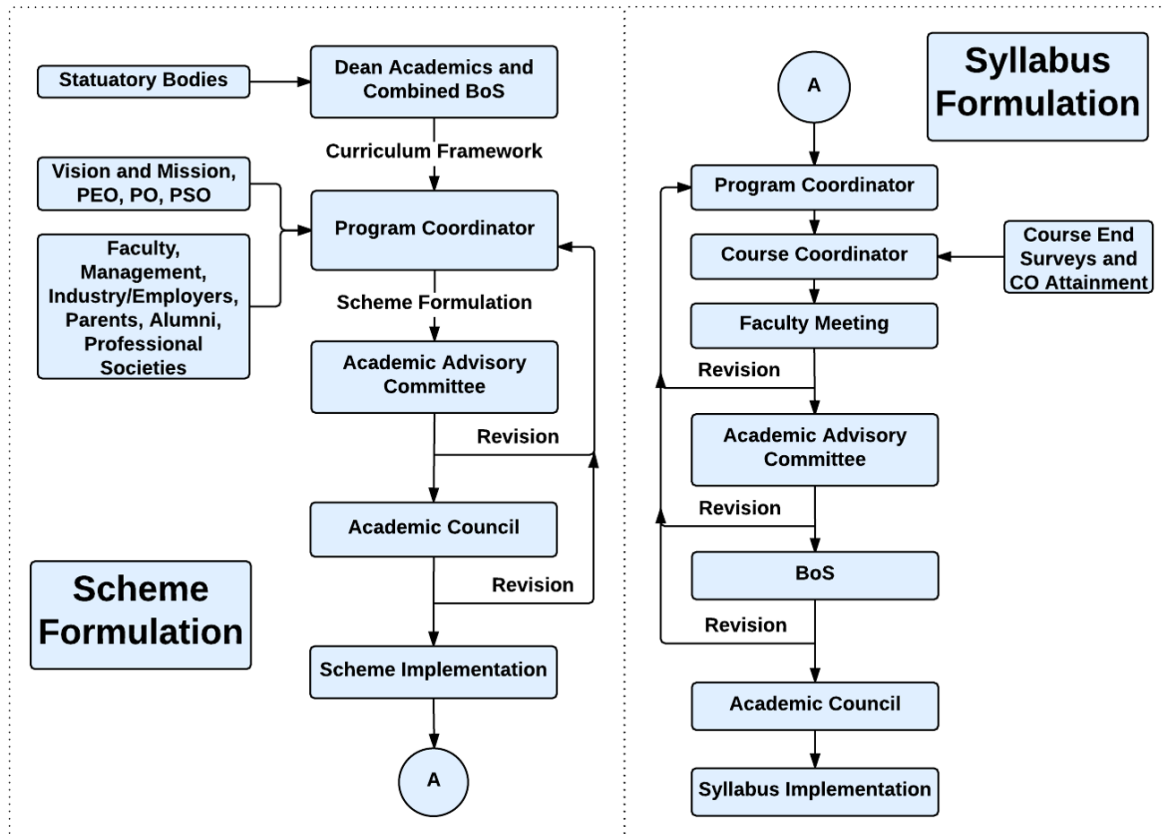 Statuatory Bodies
Dean Academics and
Combined BoS
Curriculum Framework
Vision and Mission,
PEO, PO, PSO
Program Coordinator
Faculty,
Management,
Industry/Employers,
Parents, Alumni,
Professional
Societies
Scheme Formulation
Academic Advisory
Committee
Revision
Academic Council
Revision
Scheme
Formulation
Scheme Implementation
A
Syllabus
Formulation
A
Program Coordinator
Course Coordinator
Course End
Surveys and
CO Attainment
Faculty Meeting
Revision
Academic Advisory
Committee
Revision
BoS
Revision
Academic Council
Syllabus Implementation